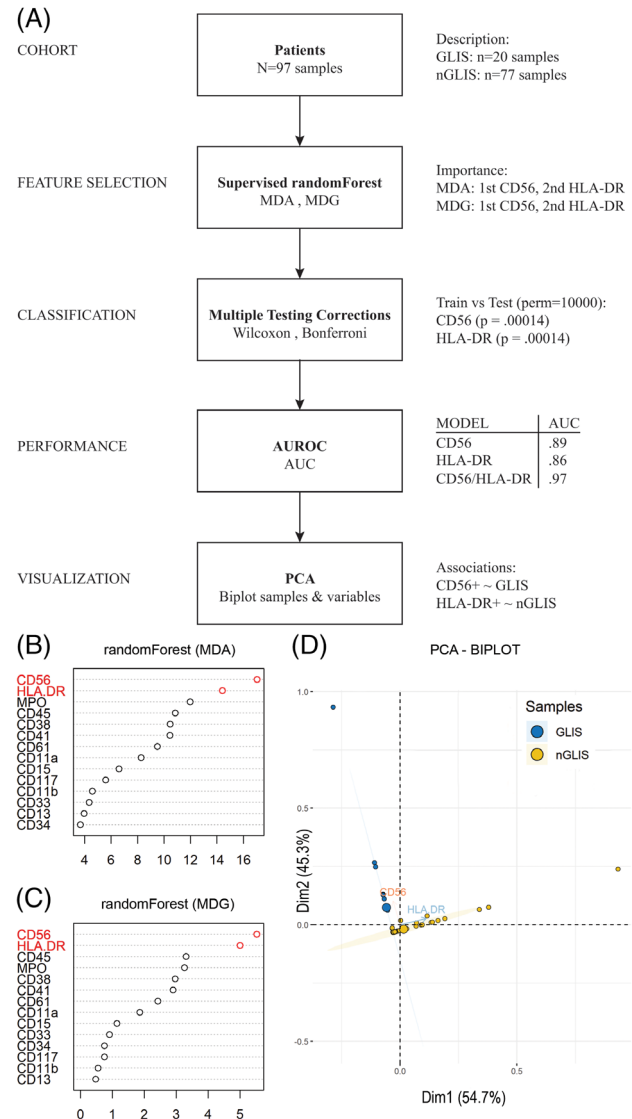 (A)
COHORT
Patients
N=97 samples
Description:
GLIS: n=20 samples
nGLIS: n=77 samples
FEATURE SELECTION
Supervised randomForest
MDA , MDG
Importance:
MDA: 1st CD56, 2nd HLA-DR
MDG: 1st CD56, 2nd HLA-DR
CLASSIFICATION
Multiple Testing Corrections
Wilcoxon , Bonferroni
Train vs Test (perm=10000):
CD56 (p = .00014)
HLA-DR (p = .00014)
PERFORMANCE
AUROC
AUC
MODEL AUC
CD56 .89
HLA-DR .86
CD56/HLA-DR .97
VISUALIZATION
PCA
Biplot samples & variables
Associations:
CD56+ ~ GLIS
HLA-DR+ ~ nGLIS
(B)
randomForest (MDA)
CD56
HLA.DR
MPO
CD45
CD38
CD41
CD61
CD11a
CD15
CD117
CD11b
CD33
CD13
CD34
4 6 8 10 12 14 16
(C)
randomForest (MDG)
CD56
HLA.DR
CD45
MPO
CD38
CD41
CD61
CD11a
CD15
CD33
CD34
CD117
CD11b
CD13
0 1 2 3 4 5
(D)
PCA - BIPLOT
Samples
GLIS
nGLIS
1.0
0.5
0.0
-0.5
Dim2 (45.3%)
CD56
HLA.DR
0.0 0.5
Dim1 (54.7%)